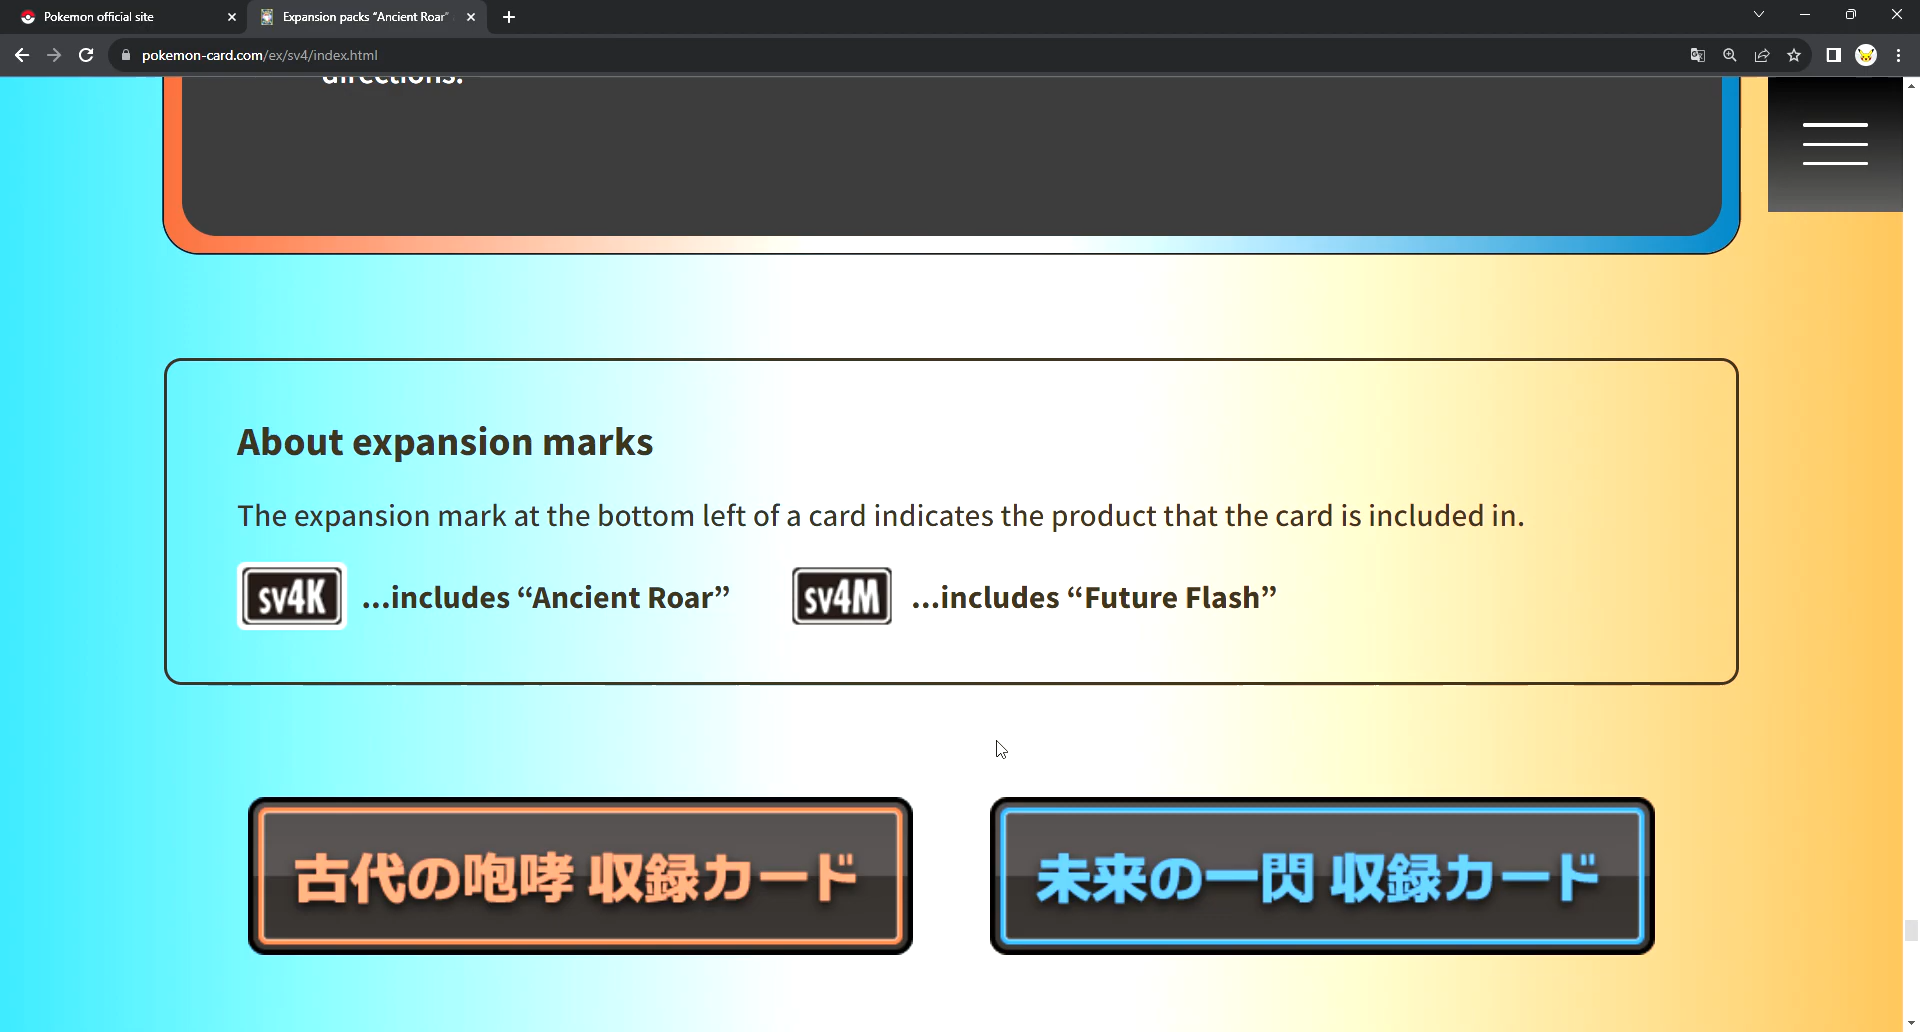 Pokemon official site
Expansion packs “Ancient Roar”
pokemon-card.com/ex/sv4/index.html
directions.
About expansion marks
The expansion mark at the bottom left of a card indicates the product that the card is included in.
sv4K ...includes “Ancient Roar” sv4M ...includes “Future Flash”
古代の咆哮 収録カード 未来の一閃 収録カード